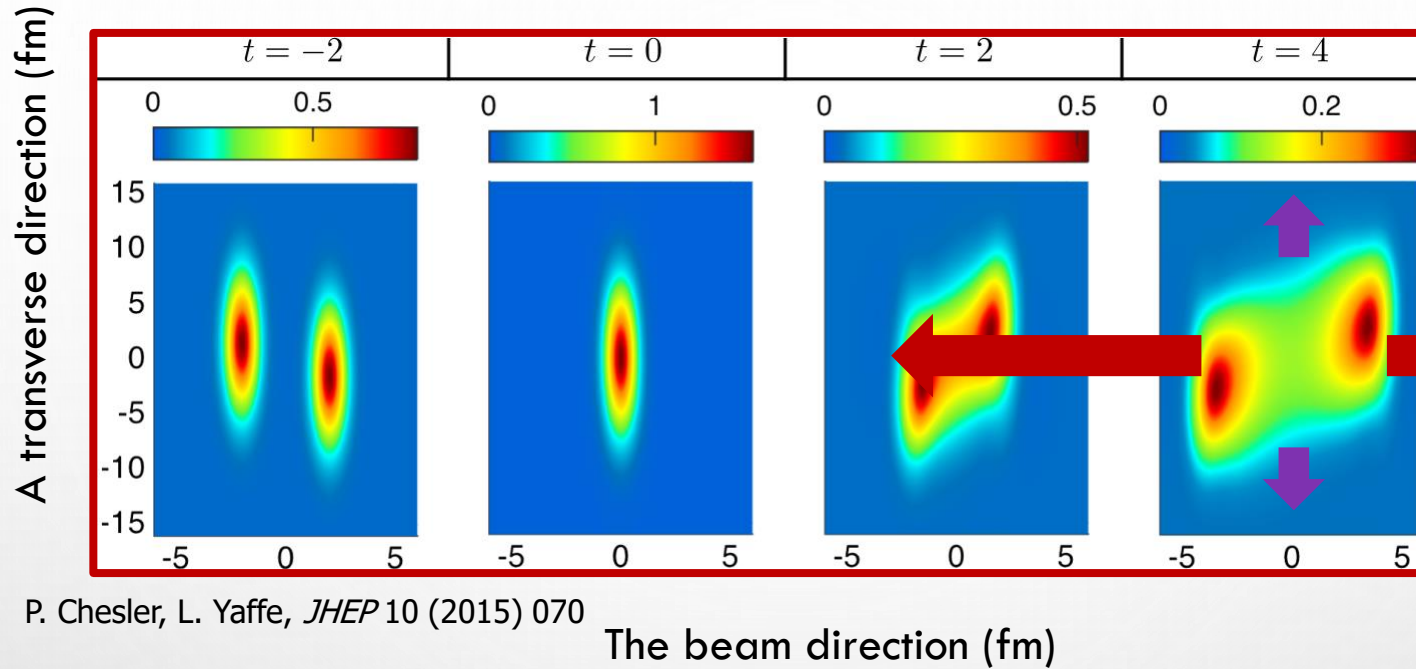 A transverse direction (fm)
t = −2 t = 0 t = 2 t = 4
0 0.5 0 1 0 0.5 0 0.2
15
10
5
0
-5
-10
-15
-5 0 5 -5 0 5 -5 0 5 -5 0 5
P. Chesler, L. Yaffe, JHEP 10 (2015) 070
The beam direction (fm)